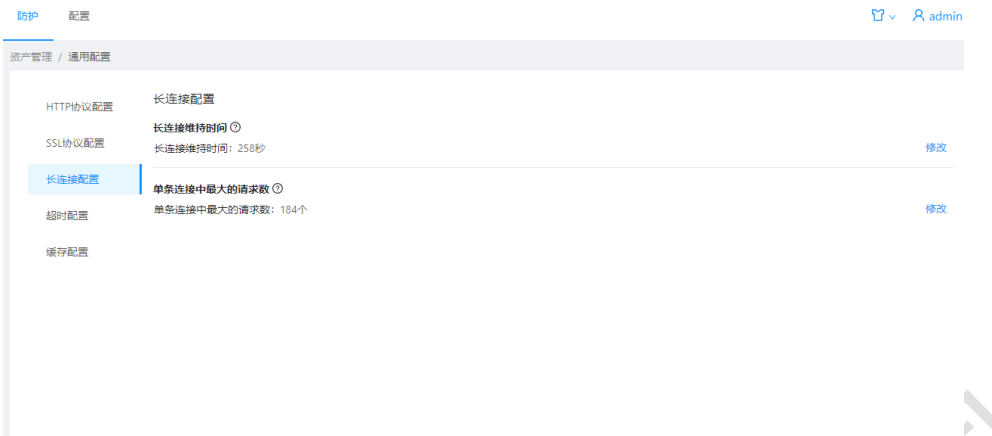 防护 配置 admin
资产管理 / 通用配置
HTTP协议配置
SSL协议配置
长连接配置
超时配置
缓存配置
长连接配置
长连接维持时间
长连接维持时间：258秒 修改
单条连接中最大的请求数
单条连接中最大的请求数：184个 修改